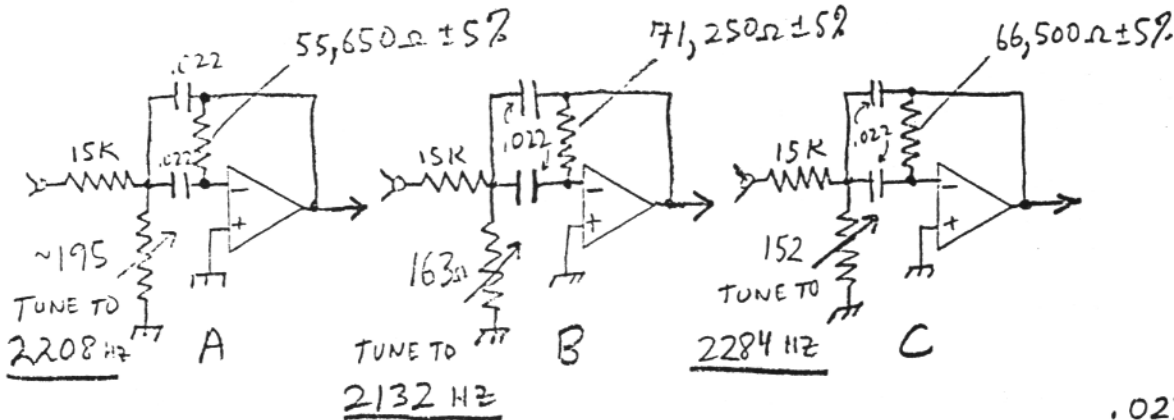 55,650Ω ±5%
.022
15K
.022
~195
TUNE TO
2208 HZ
A
71,250Ω ±5%
.022
15K
163Ω
TUNE TO
2132 HZ
B
66,500Ω ±5%
.022
15K
152
TUNE TO
2284 HZ
C
.02